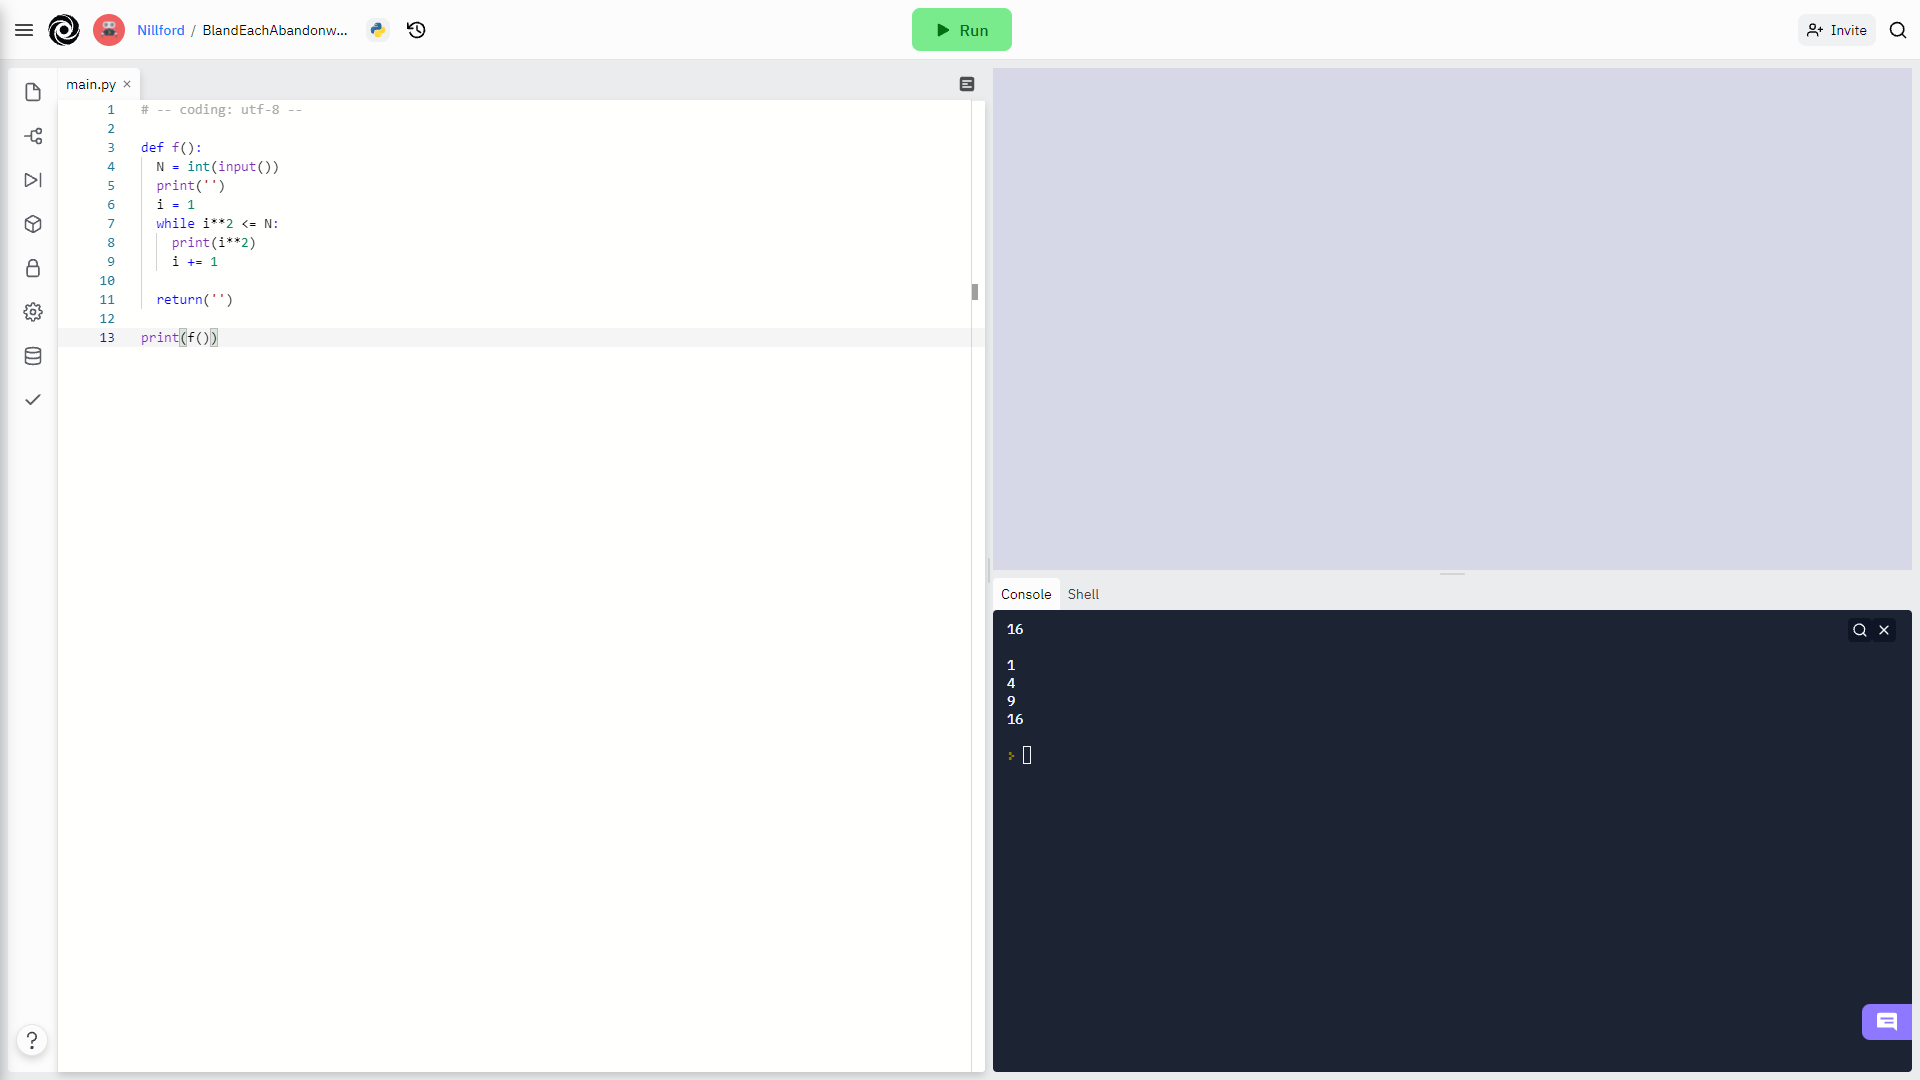 Nillford / BlandEachAbandonw...
Run
Invite
main.py ×
1 # -- coding: utf-8 --
2
3 def f():
4   N = int(input())
5   print('')
6   i = 1
7   while i**2 <= N:
8     print(i**2)
9     i += 1
10
11   return('')
12
13 print(f())
Console Shell
16
1
4
9
16
?